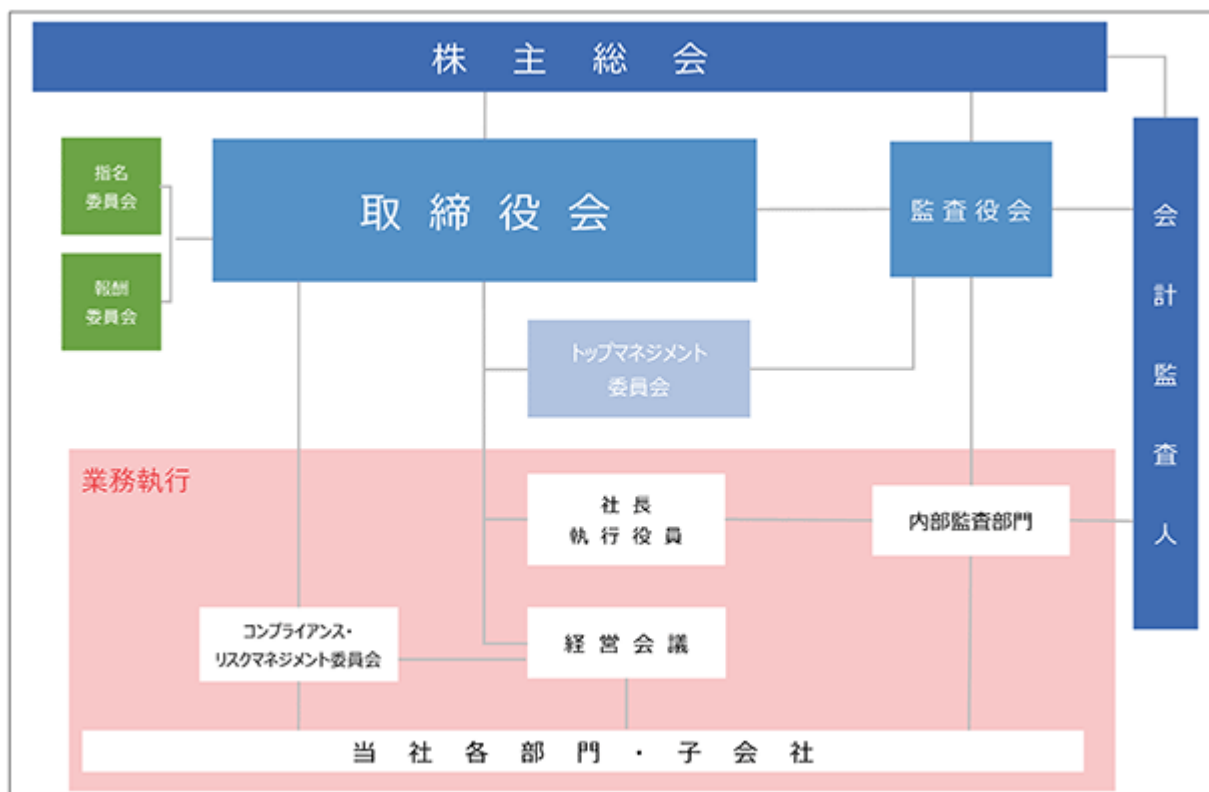 株主総会
指名
委員会
取締役会
監査役会
会計監査人
報酬
委員会
トップマネジメント
委員会
業務執行
社長
執行役員
内部監査部門
コンプライアンス・
リスクマネジメント委員会
経営会議
当社各部門・子会社